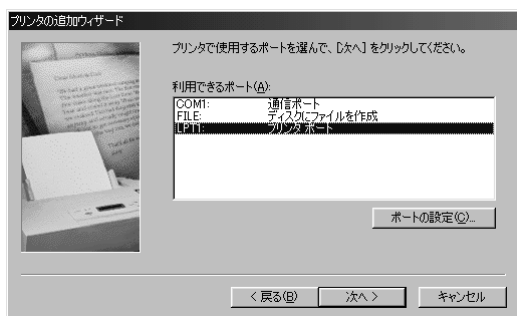 プリンタの追加ウィザード
プリンタで使用するポートを選んで、[次へ] をクリックしてください。
利用できるポート(A):
COM1: 通信ポート
FILE: ディスクにファイルを作成
LPT1: プリンタ ポート
ポートの設定(C)...
< 戻る(B)
次へ >
キャンセル